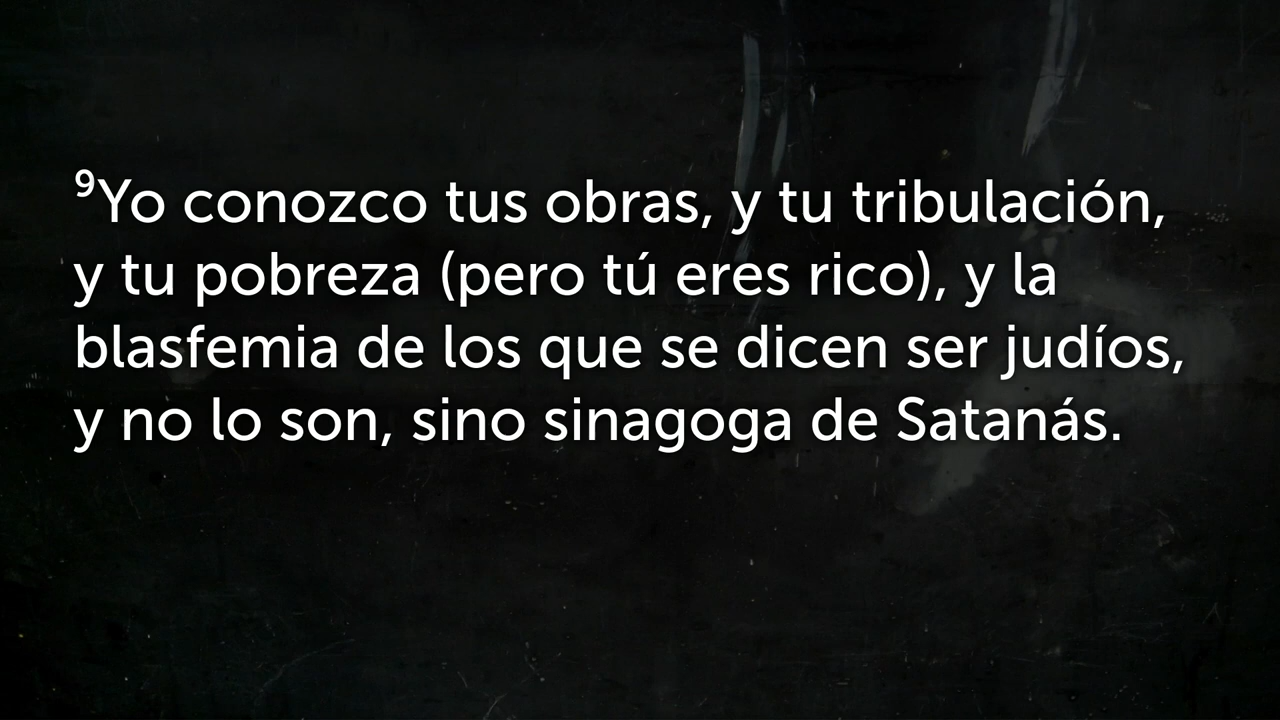 ⁹Yo conozco tus obras, y tu tribulación,
y tu pobreza (pero tú eres rico), y la
blasfemia de los que se dicen ser judíos,
y no lo son, sino sinagoga de Satanás.